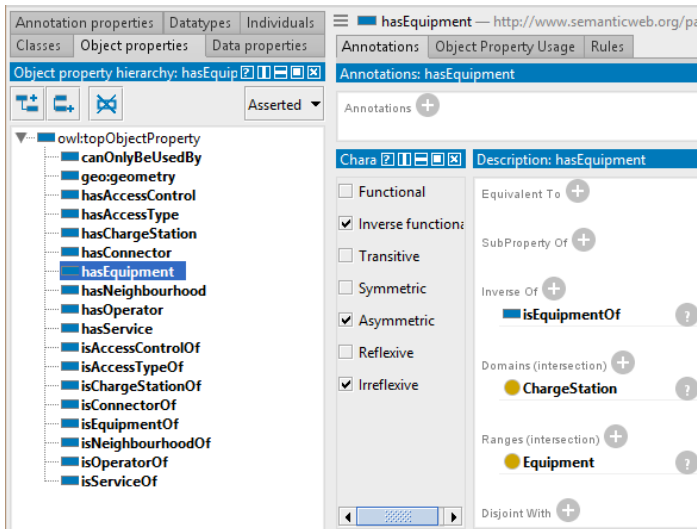 Annotation properties Datatypes Individuals
Classes Object properties Data properties
Object property hierarchy: hasEquip
Asserted
owl:topObjectProperty
canOnlyBeUsedBy
geo:geometry
hasAccessControl
hasAccessType
hasChargeStation
hasConnector
hasEquipment
hasNeighbourhood
hasOperator
hasService
isAccessControlOf
isAccessTypeOf
isChargeStationOf
isConnectorOf
isEquipmentOf
isNeighbourhoodOf
isOperatorOf
isServiceOf
hasEquipment — http://www.semanticweb.org/pa
Annotations Object Property Usage Rules
Annotations: hasEquipment
Annotations
Chara
Functional
Inverse functiona
Transitive
Symmetric
Asymmetric
Reflexive
Irreflexive
Description: hasEquipment
Equivalent To
SubProperty Of
Inverse Of
isEquipmentOf
Domains (intersection)
ChargeStation
Ranges (intersection)
Equipment
Disjoint With